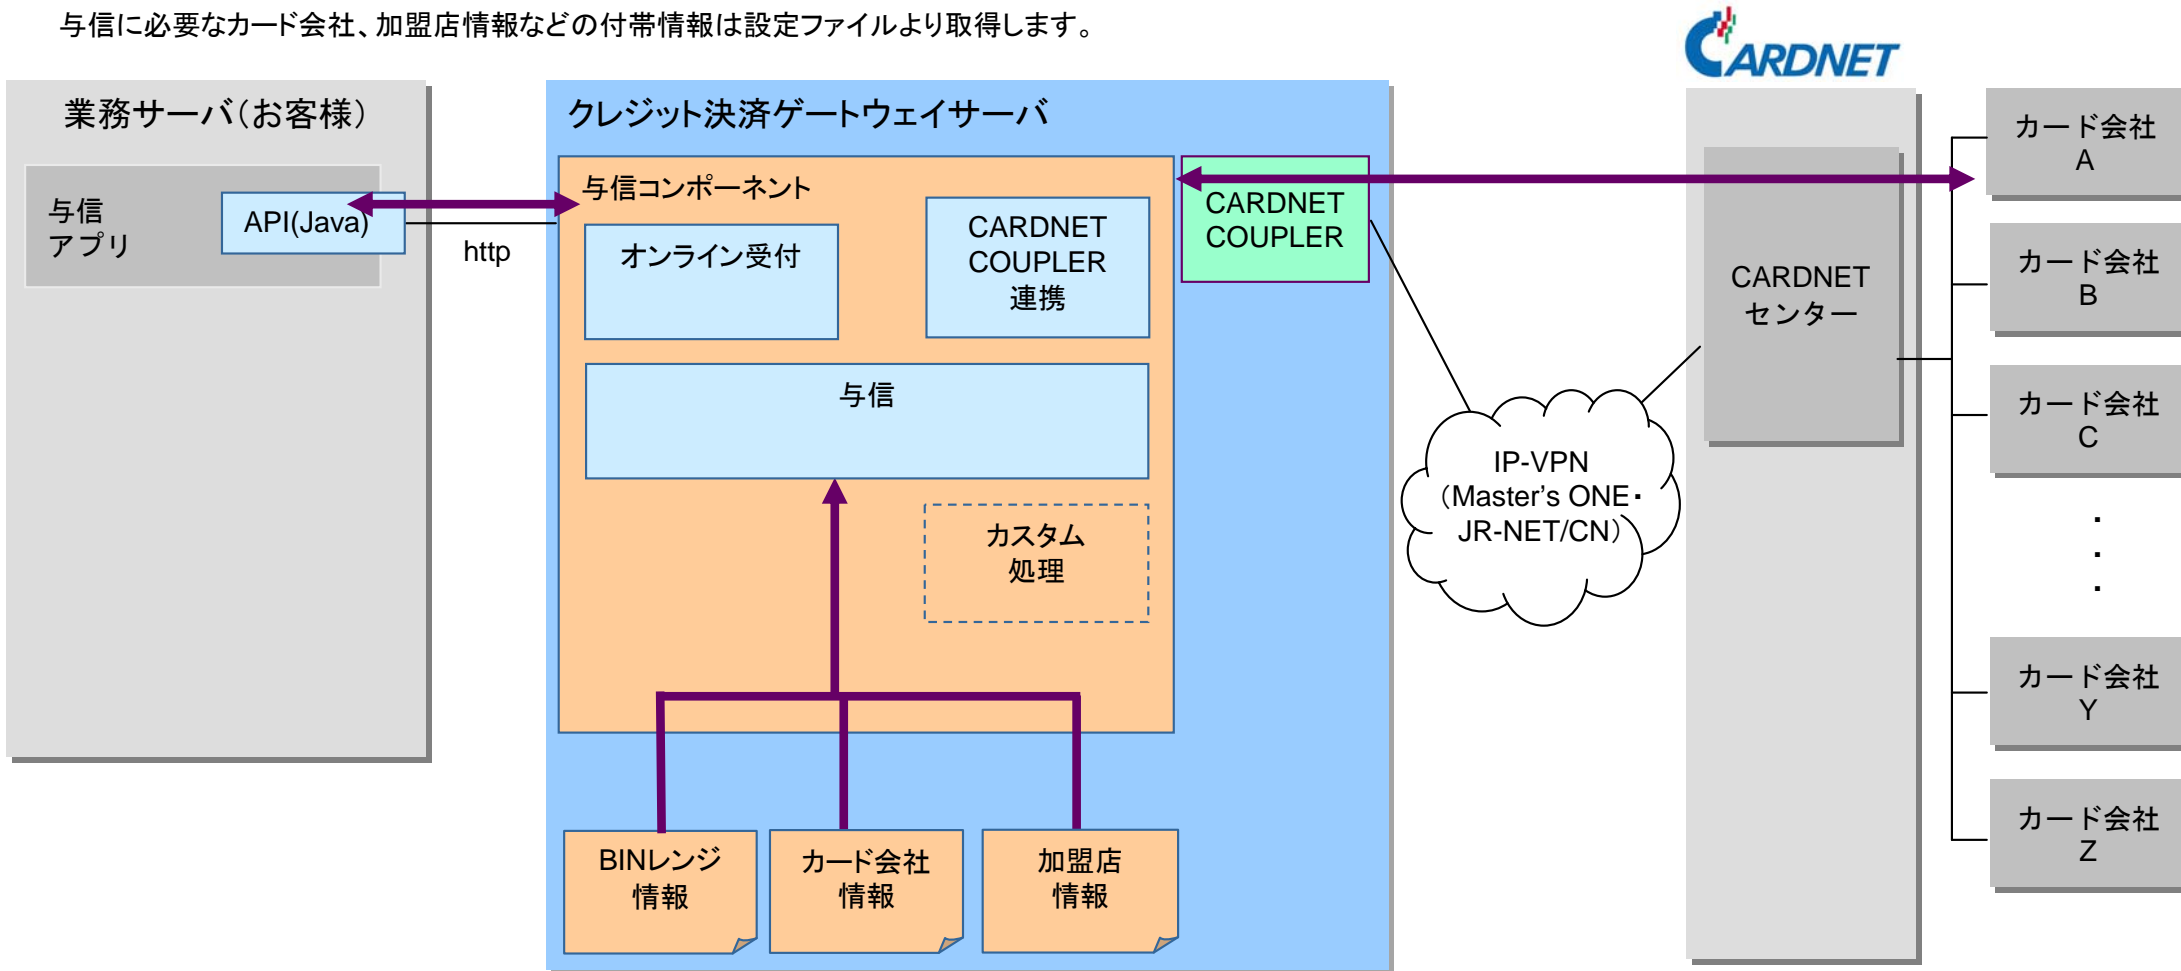 与信に必要なカード会社、加盟店情報などの付帯情報は設定ファイルより取得します。
CARDNET
業務サーバ(お客様)
与信
アプリ
API(Java)
http
クレジット決済ゲートウェイサーバ
与信コンポーネント
オンライン受付
CARDNET
COUPLER
連携
与信
カスタム
処理
BINレンジ
情報
カード会社
情報
加盟店
情報
CARDNET
COUPLER
IP-VPN
(Master's ONE・
JR-NET/CN)
CARDNET
センター
カード会社
A
カード会社
B
カード会社
C
・
・
・
カード会社
Y
カード会社
Z